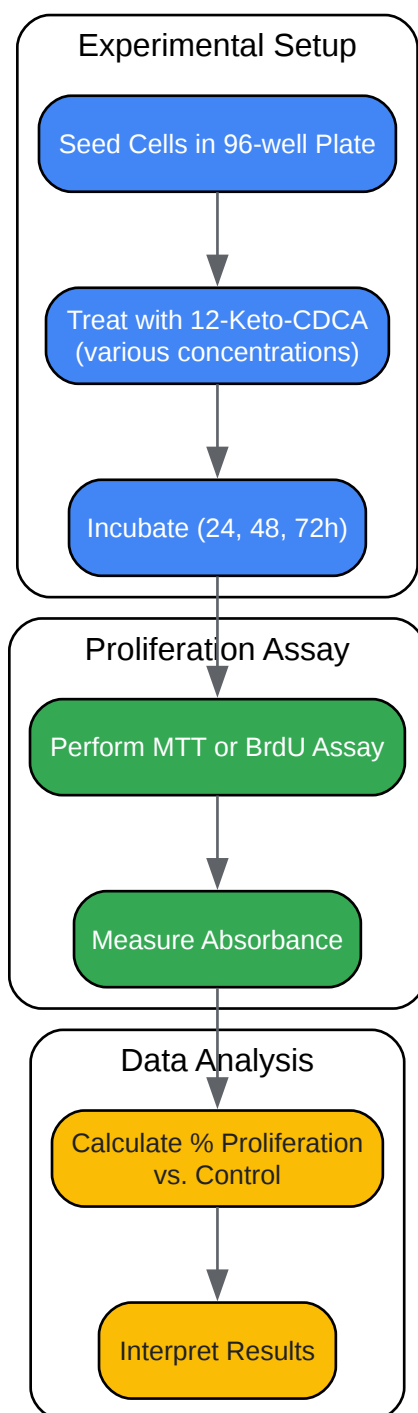 Experimental Setup
Seed Cells in 96-well Plate
Treat with 12-Keto-CDCA
(various concentrations)
Incubate (24, 48, 72h)
Proliferation Assay
Perform MTT or BrdU Assay
Measure Absorbance
Data Analysis
Calculate % Proliferation
vs. Control
Interpret Results